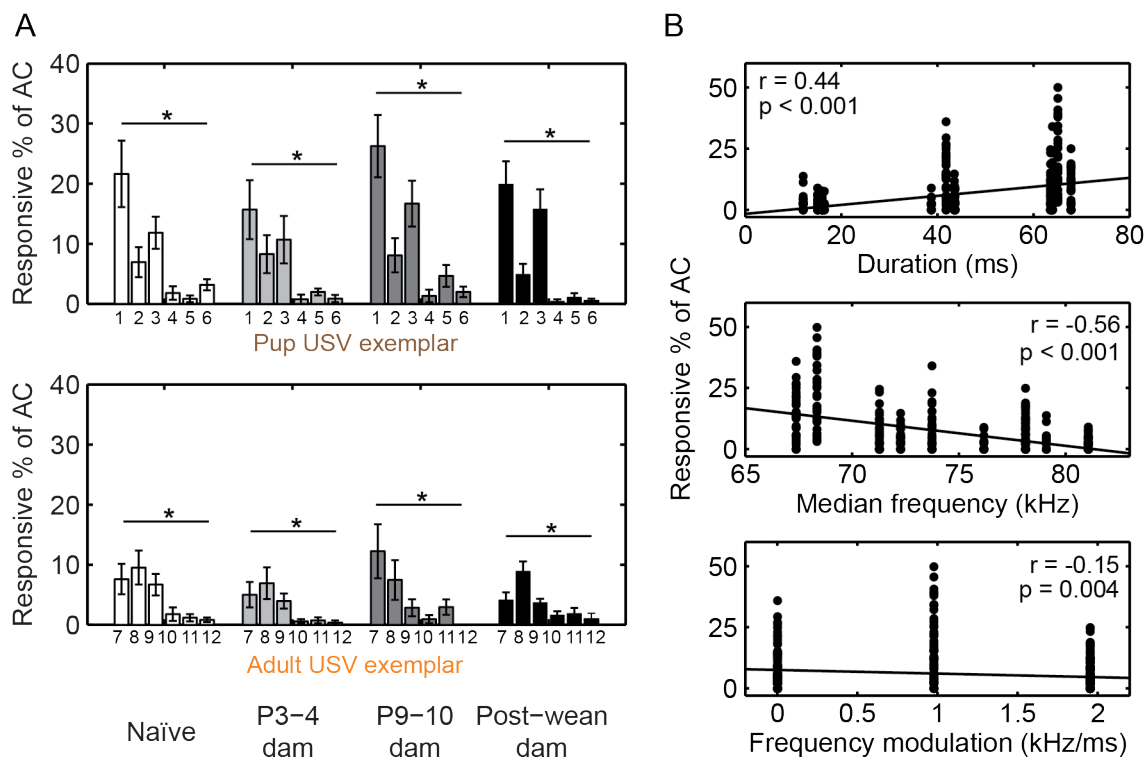 A
Responsive % of AC
40
30
20
10
0
*
*
*
*
1 2 3 4 5 6
1 2 3 4 5 6
1 2 3 4 5 6
1 2 3 4 5 6
Pup USV exemplar
Responsive % of AC
40
30
20
10
0
*
*
*
*
7 8 9 10 11 12
7 8 9 10 11 12
7 8 9 10 11 12
7 8 9 10 11 12
Adult USV exemplar
Naïve
P3−4
dam
P9−10
dam
Post−wean
dam
B
Responsive % of AC
50
25
0
r = 0.44
p < 0.001
0 20 40 60 80
Duration (ms)
50
25
0
r = -0.56
p < 0.001
65 70 75 80
Median frequency (kHz)
50
25
0
r = -0.15
p = 0.004
0 0.5 1 1.5 2
Frequency modulation (kHz/ms)